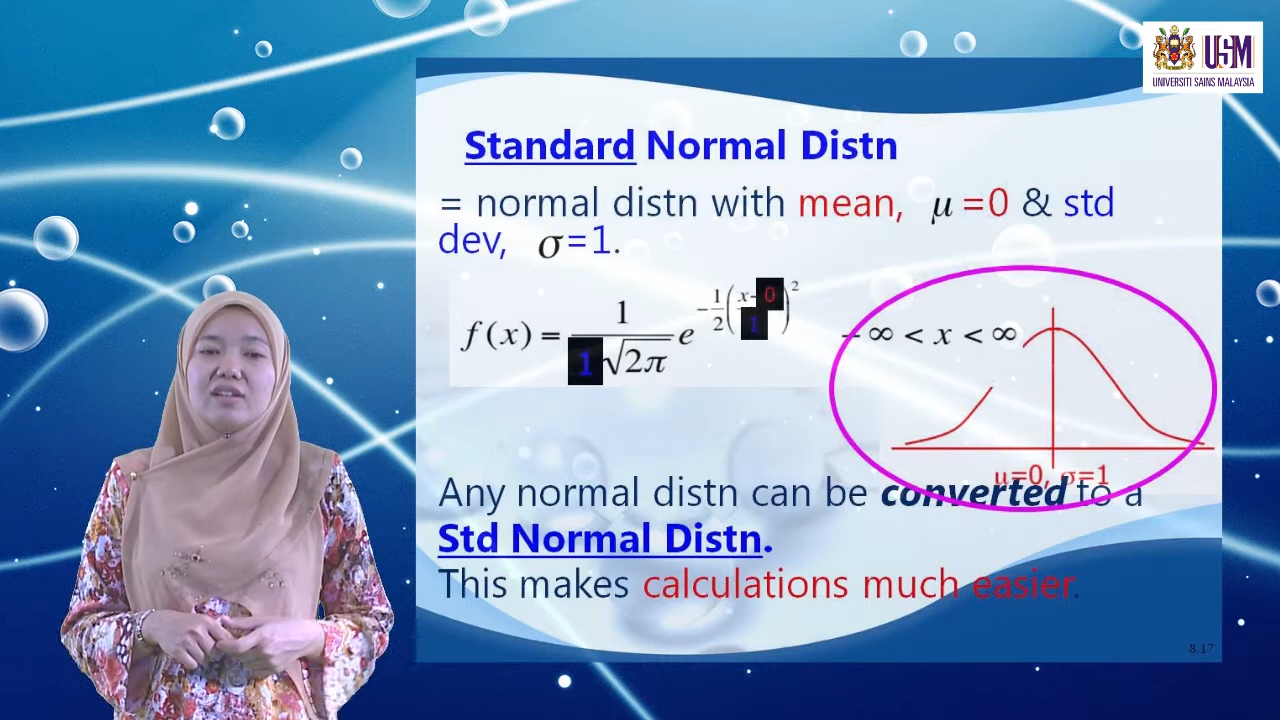 USM
UNIVERSITI SAINS MALAYSIA
Standard Normal Distn
= normal distn with mean, μ =0 & std
dev, σ =1.
f(x) = 1/(1√2π) e^(-1/2((x-0)/1)^2) -∞ < x < ∞
μ=0, σ=1
Any normal distn can be converted to a
Std Normal Distn.
This makes calculations much easier.
8.17